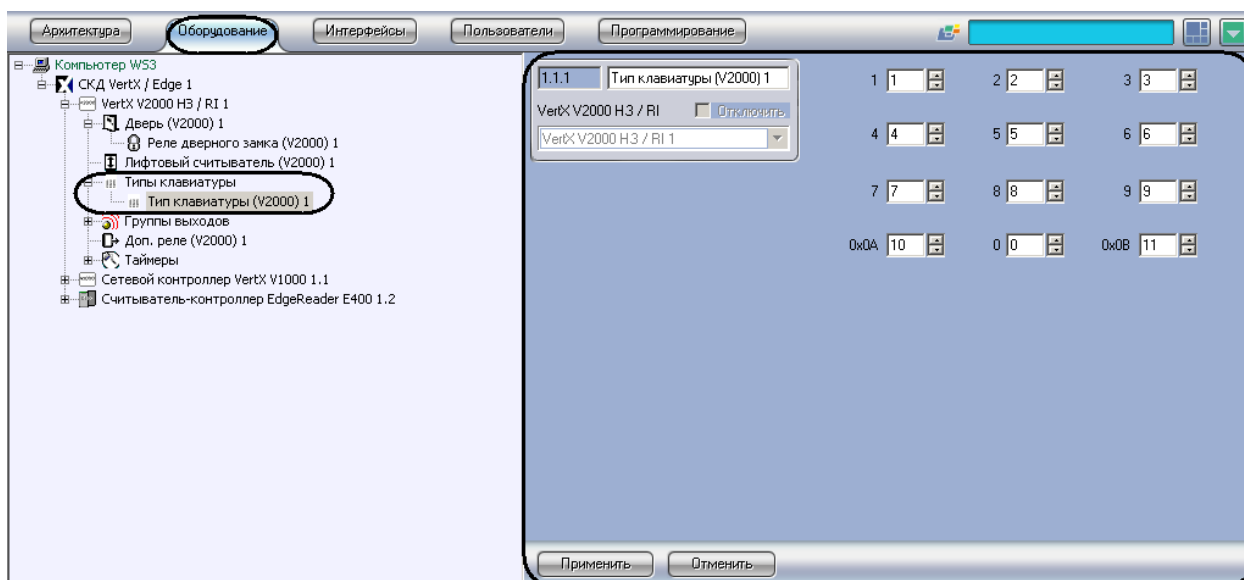 Архитектура Оборудование Интерфейсы Пользователи Программирование
Компьютер WS3
СКД VertX / Edge 1
VertX V2000 H3 / RI 1
Дверь (V2000) 1
Реле дверного замка (V2000) 1
Лифтовый считыватель (V2000) 1
Типы клавиатуры
Тип клавиатуры (V2000) 1
Группы выходов
Доп. реле (V2000) 1
Таймеры
Сетевой контроллер VertX V1000 1.1
Считыватель-контроллер EdgeReader E400 1.2
1.1.1 Тип клавиатуры (V2000) 1
VertX V2000 H3 / RI Отключить
VertX V2000 H3 / RI 1
1 1 2 2 3 3
4 4 5 5 6 6
7 7 8 8 9 9
0x0A 10 0 0 0x0B 11
Применить Отменить